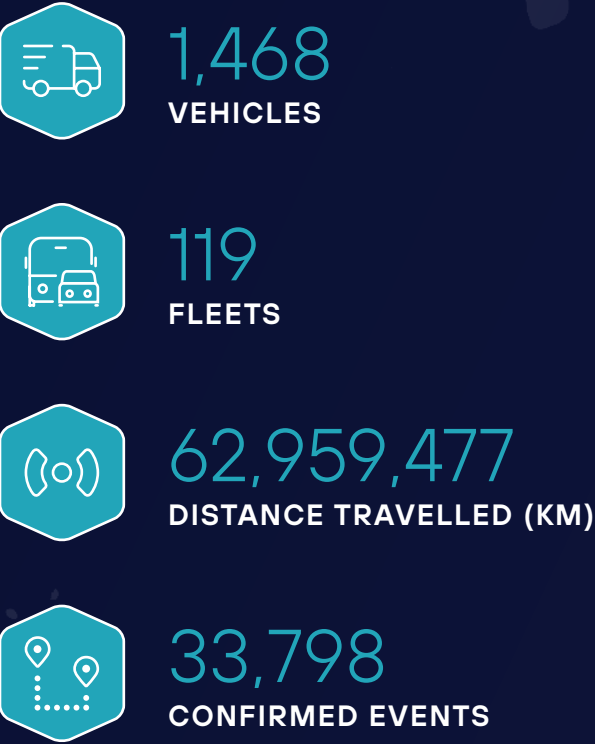 1,468
VEHICLES
119
FLEETS
62,959,477
DISTANCE TRAVELLED (KM)
33,798
CONFIRMED EVENTS